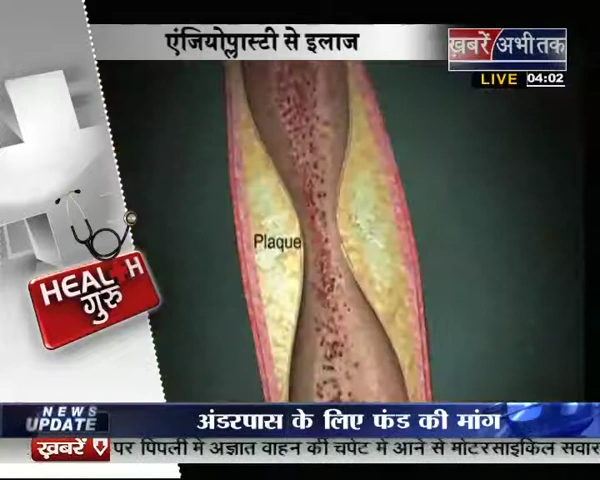 एंजियोप्लास्टी से इलाज
ख़बरें अभी तक
LIVE 04:02
Plaque
HEALTH
गुरु
NEWS
UPDATE
अंडरपास के लिए फंड की मांग
ख़बरें
पर पिपली में अज्ञात वाहन की चपेट में आने से मोटरसाइकिल सवार